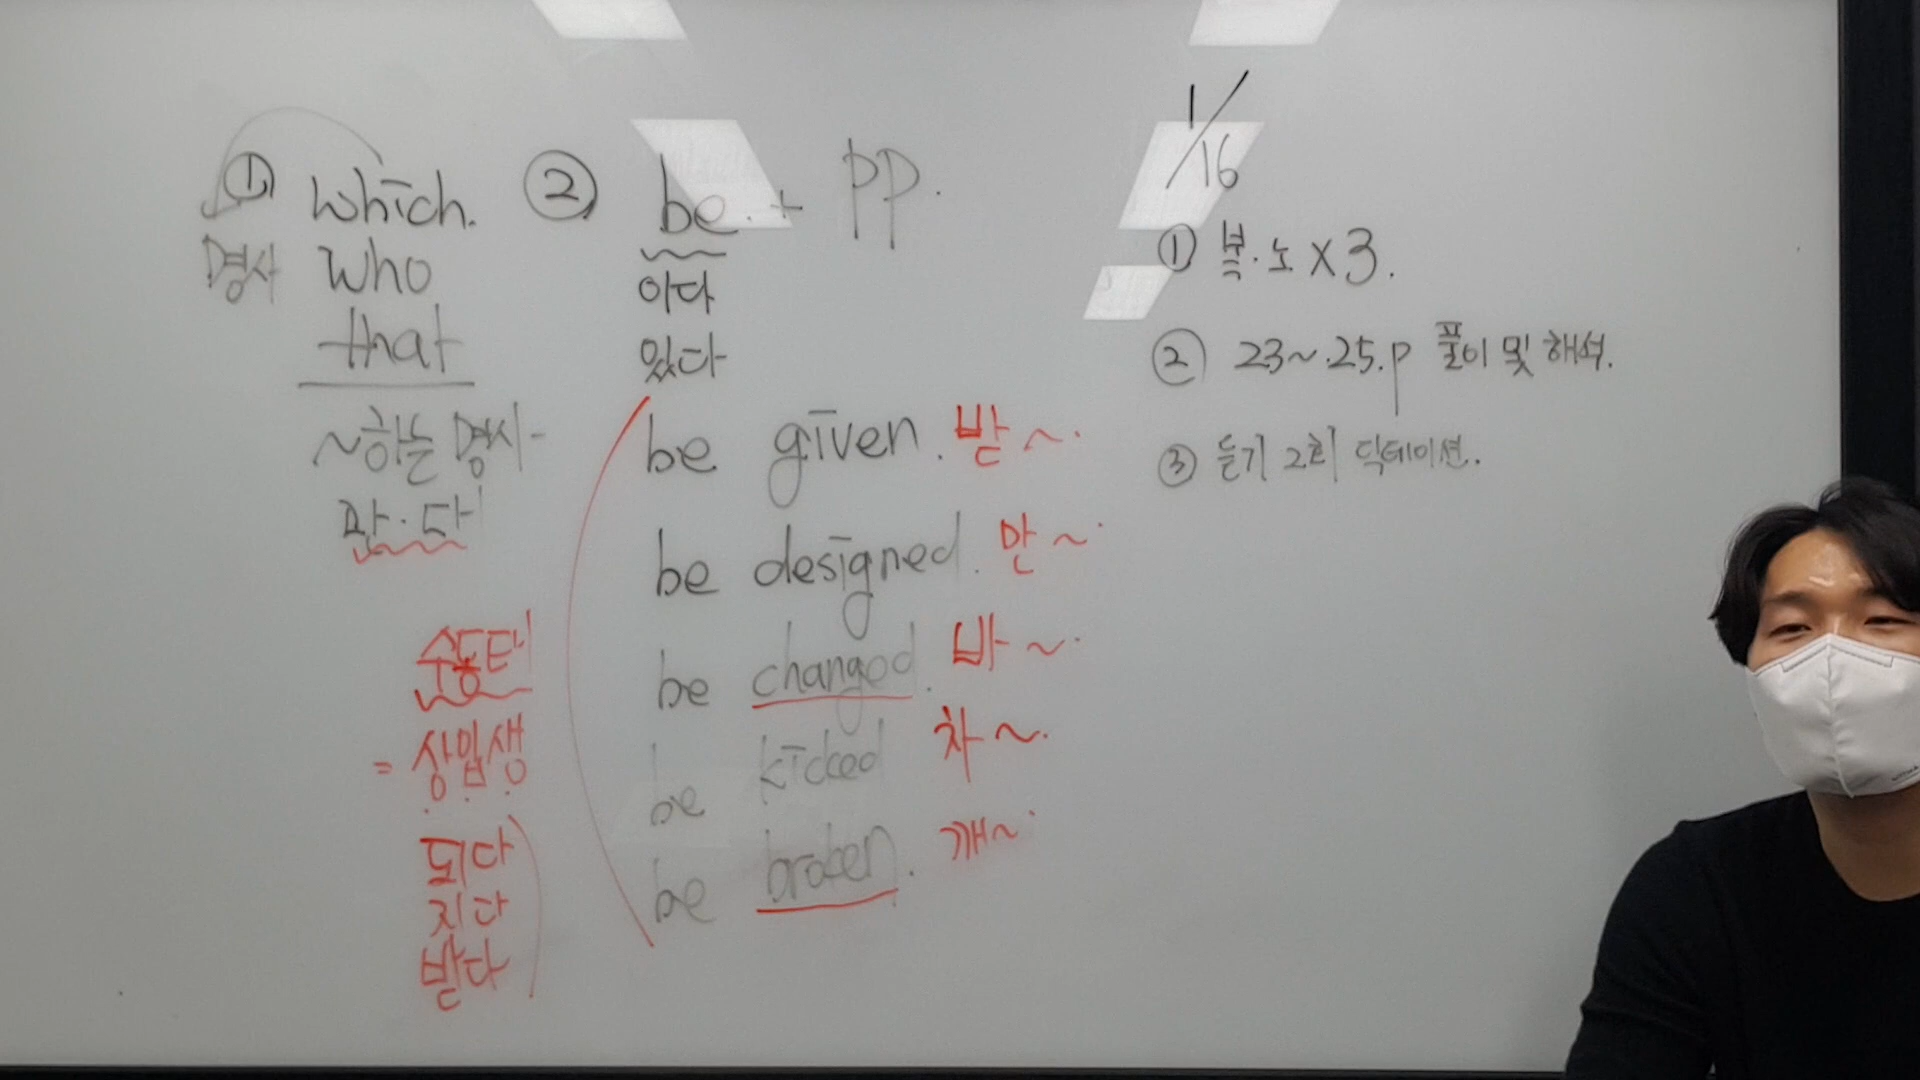 ① which.
명사 who
that
~하는 명사
관·단
② be + PP.
이다
있다
be given. 받~.
be designed. 만~.
be changed. 바~.
be kicked 차~.
be broken. 깨~.
수동태
= 상입생
되다
지다
받다
1/16
① 복·노 X 3.
② 23~25.p 풀이 및 해석.
③ 듣기 2회 딕테이션..